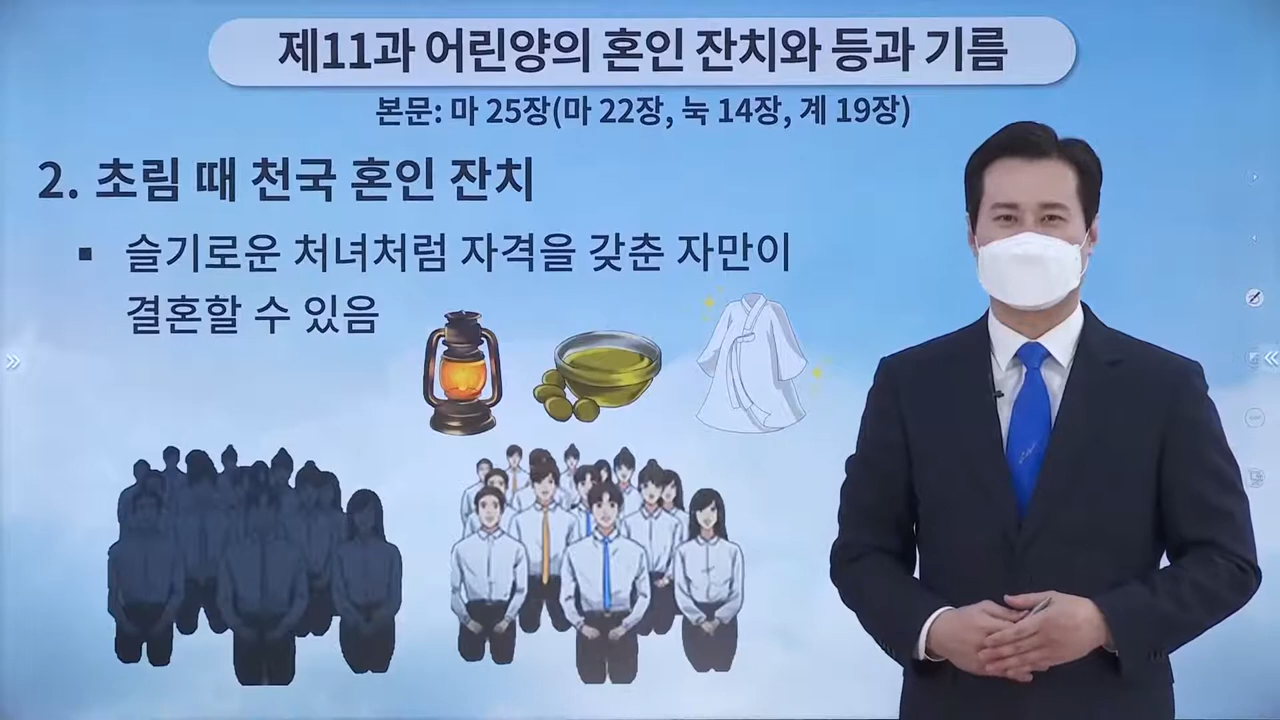 제11과 어린양의 혼인 잔치와 등과 기름
본문: 마 25장(마 22장, 눅 14장, 계 19장)
2. 초림 때 천국 혼인 잔치
▪ 슬기로운 처녀처럼 자격을 갖춘 자만이
결혼할 수 있음